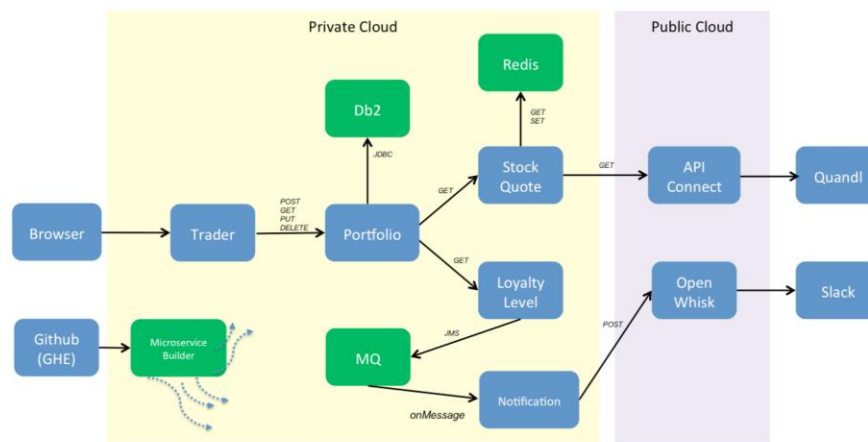 Private Cloud
Public Cloud
Redis
Db2
GET
SET
JDBC
Stock
Quote
GET
API
Connect
Quandl
GET
POST
GET
PUT
DELETE
Browser
Trader
Portfolio
GET
Loyalty
Level
Open
Whisk
Slack
Github
(GHE)
Microservice
Builder
JMS
POST
MQ
Notification
onMessage